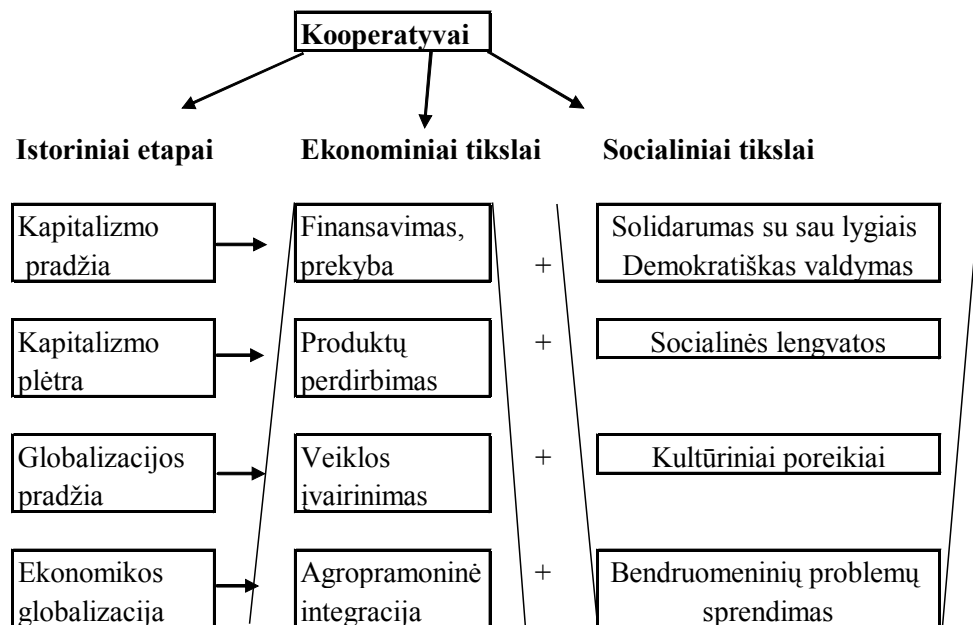 Kooperatyvai
Istoriniai etapai Ekonominiai tikslai Socialiniai tikslai
Kapitalizmo
pradžia
Finansavimas,
prekyba
+
Solidarumas su sau lygiais
Demokratiškas valdymas
Kapitalizmo
plėtra
Produktų
perdirbimas
+
Socialinės lengvatos
Globalizacijos
pradžia
Veiklos
įvairinimas
+
Kultūriniai poreikiai
Ekonomikos
globalizacija
Agropramoninė
integracija
+
Bendruomeninių problemų
sprendimas